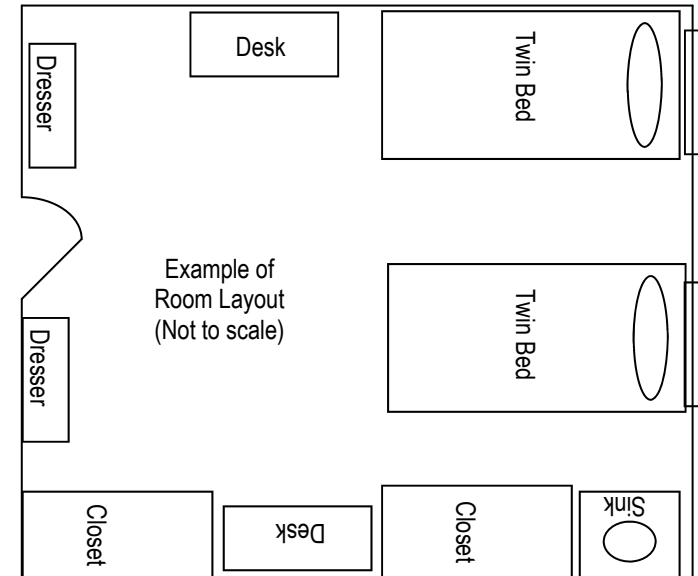 Desk
Twin Bed
Dresser
Example of
Room Layout
(Not to scale)
Twin Bed
Dresser
Closet
Desk
Closet
Sink